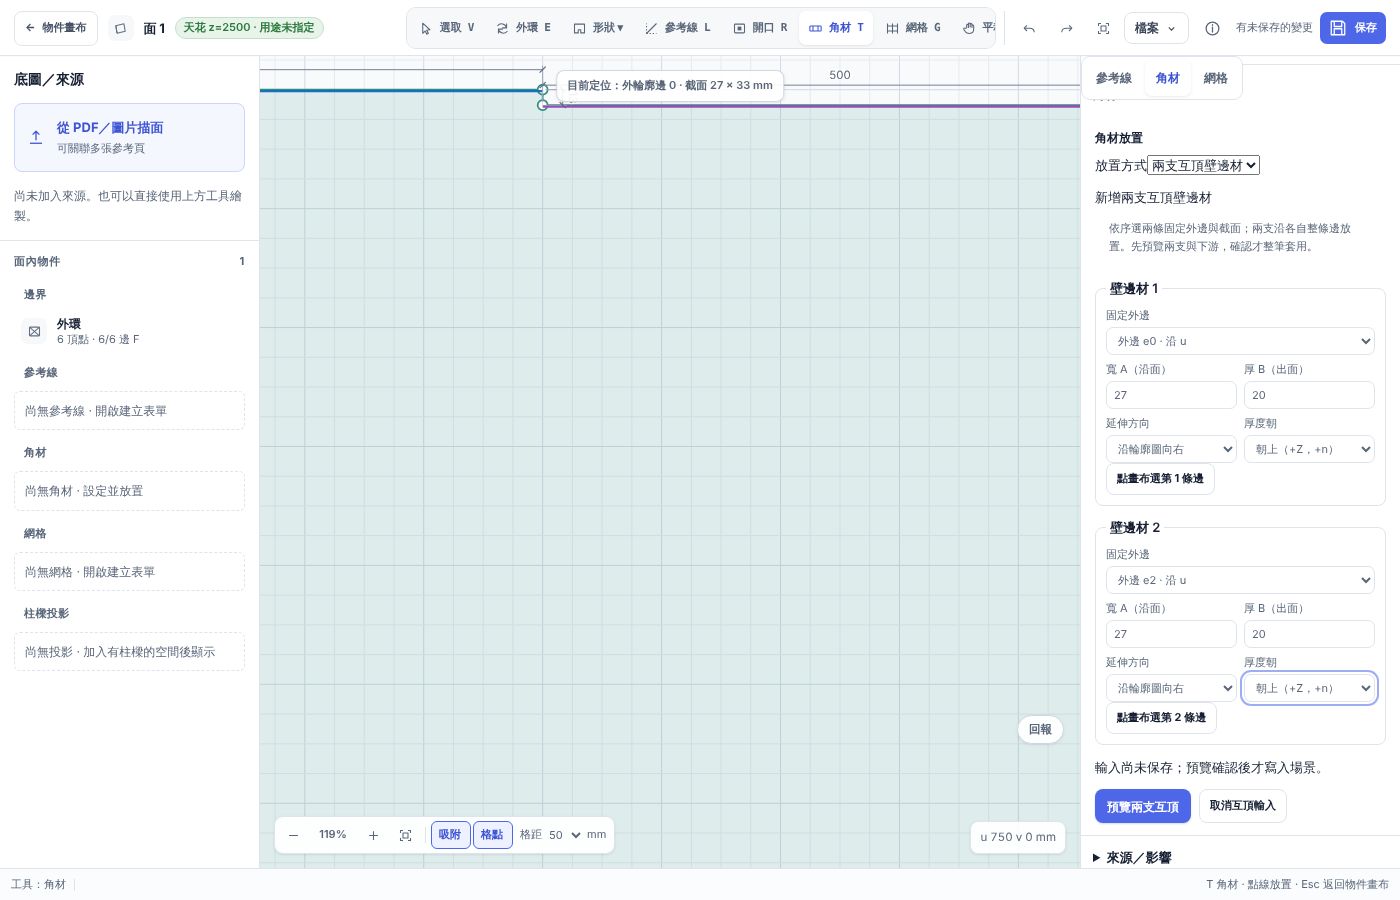 物件畫布
面 1
天花 z=2500 · 用途未指定
選取 V
外環 E
形狀▾
參考線 L
開口 R
角材 T
網格 G
檔案
有未保存的變更
保存
底圖／來源
從 PDF／圖片描面
可關聯多張參考頁
尚未加入來源。也可以直接使用上方工具繪
製。
面內物件
1
邊界
外環
6 頂點 · 6/6 邊 F
參考線
尚無參考線 · 開啟建立表單
角材
尚無角材 · 設定並放置
網格
尚無網格 · 開啟建立表單
柱樑投影
尚無投影 · 加入有柱樑的空間後顯示
目前定位：外輪廓邊 0 · 截面 27 × 33 mm
500
回報
119%
吸附
格點
格距
50
mm
u 750 v 0 mm
參考線
角材
網格
角材放置
放置方式
兩支互頂壁邊材
新增兩支互頂壁邊材
依序選兩條固定外邊與截面；兩支沿各自整條邊放
置。先預覽兩支與下游，確認才整筆套用。
壁邊材 1
固定外邊
外邊 e0 · 沿 u
寬 A（沿面）
厚 B（出面）
27
20
延伸方向
厚度朝
沿輪廓圖向右
朝上（+Z，+n）
點畫布選第 1 條邊
壁邊材 2
固定外邊
外邊 e2 · 沿 u
寬 A（沿面）
厚 B（出面）
27
20
延伸方向
厚度朝
沿輪廓圖向右
朝上（+Z，+n）
點畫布選第 2 條邊
輸入尚未保存；預覽確認後才寫入場景。
預覽兩支互頂
取消互頂輸入
來源／影響
工具：角材
T 角材 · 點線放置 · Esc 返回物件畫布